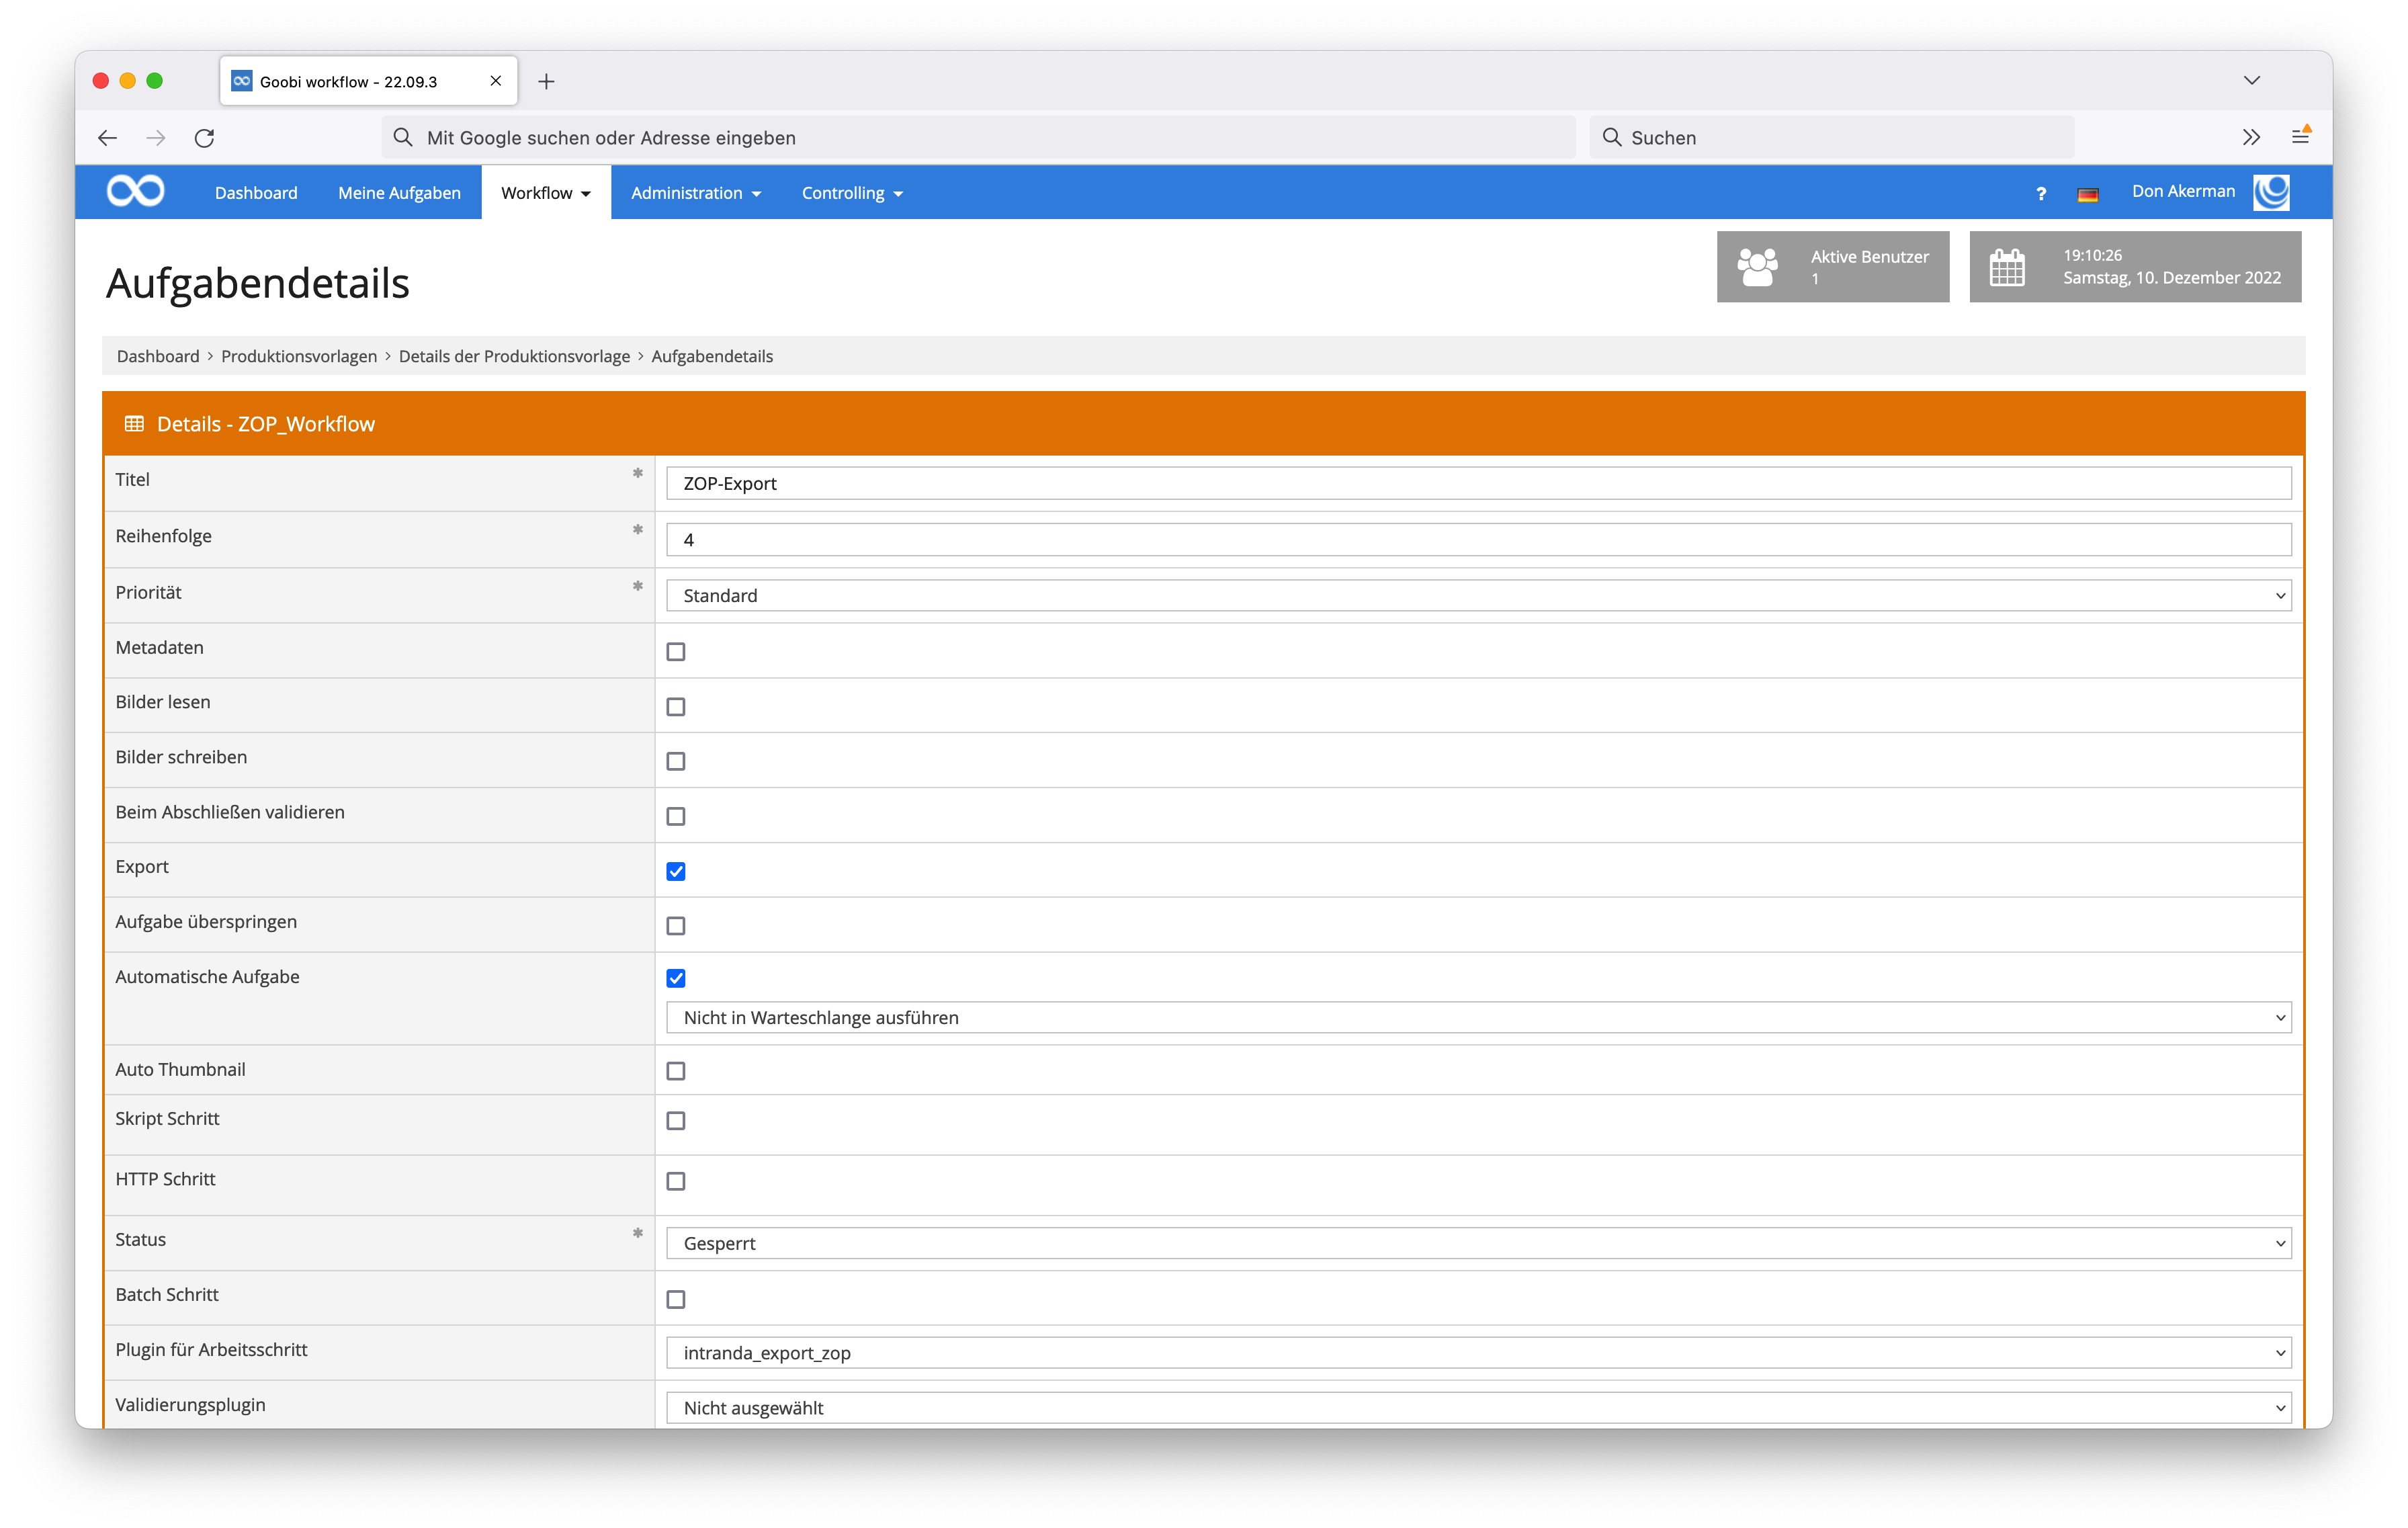 Goobi workflow - 22.09.3
Mit Google suchen oder Adresse eingeben
Suchen
Dashboard Meine Aufgaben Workflow Administration Controlling ? Don Akerman
Aufgabendetails
Aktive Benutzer
1
19:10:26
Samstag, 10. Dezember 2022
Dashboard › Produktionsvorlagen › Details der Produktionsvorlage › Aufgabendetails
Details - ZOP_Workflow
Titel * ZOP-Export
Reihenfolge * 4
Priorität * Standard
Metadaten
Bilder lesen
Bilder schreiben
Beim Abschließen validieren
Export
Aufgabe überspringen
Automatische Aufgabe
Nicht in Warteschlange ausführen
Auto Thumbnail
Skript Schritt
HTTP Schritt
Status * Gesperrt
Batch Schritt
Plugin für Arbeitsschritt intranda_export_zop
Validierungsplugin Nicht ausgewählt